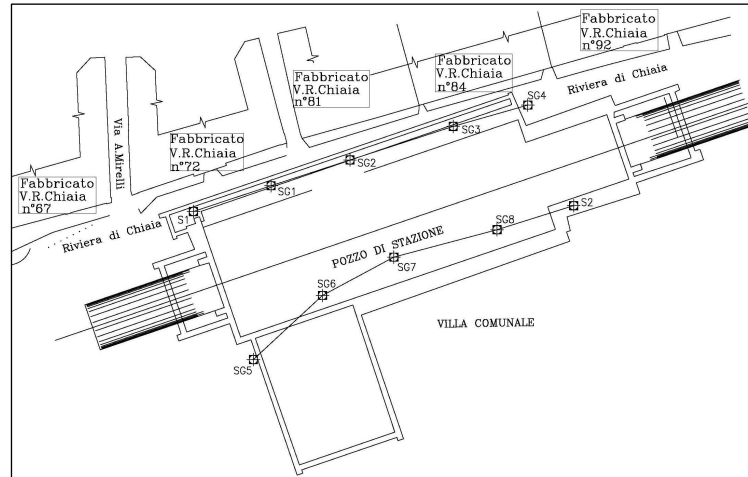 Fabbricato
V.R.Chiaia
n°92
Fabbricato
V.R.Chiaia
n°84
Fabbricato
V.R.Chiaia
n°81
Fabbricato
V.R.Chiaia
n°72
Fabbricato
V.R.Chiaia
n°67
Via A.Mirelli
Riviera di Chiaia
Riviera di Chiaia
SG4
SG3
SG2
SG1
S1
S2
SG8
POZZO DI STAZIONE
SG7
SG6
SG5
VILLA COMUNALE